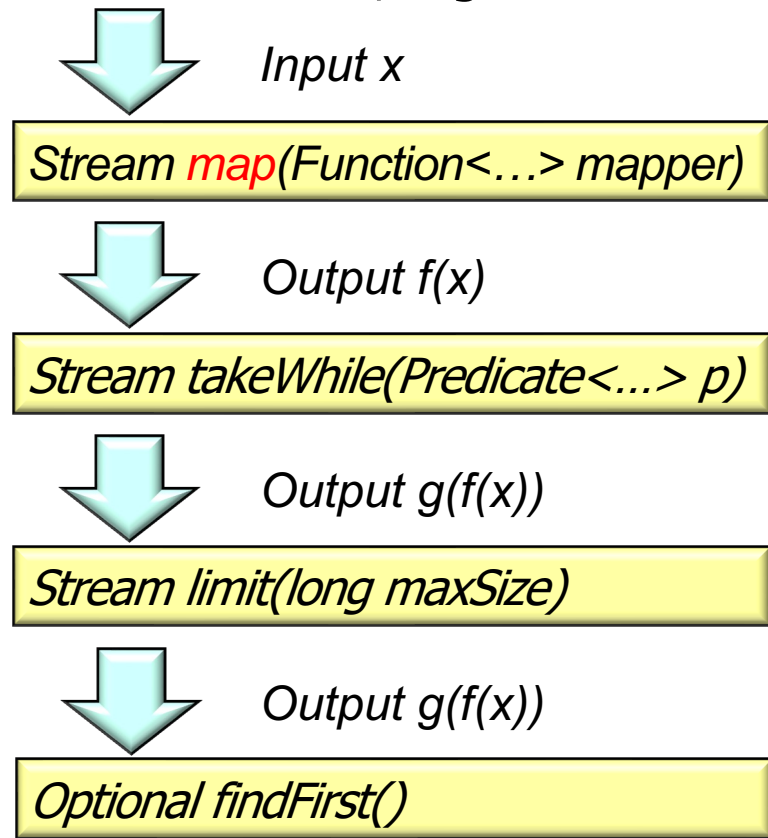 Input x
Stream map(Function<…> mapper)
Output f(x)
Stream takeWhile(Predicate<...> p)
Output g(f(x))
Stream limit(long maxSize)
Output g(f(x))
Optional findFirst()